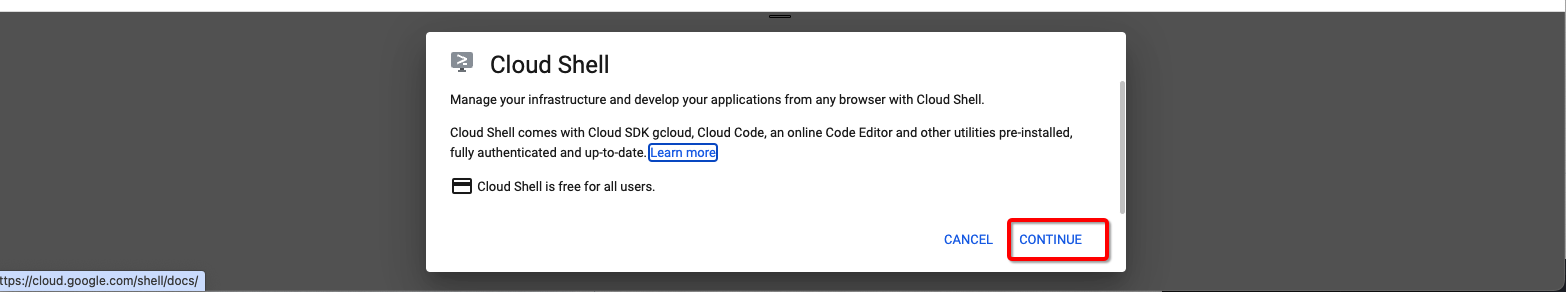 Cloud Shell
Manage your infrastructure and develop your applications from any browser with Cloud Shell.
Cloud Shell comes with Cloud SDK gcloud, Cloud Code, an online Code Editor and other utilities pre-installed,
fully authenticated and up-to-date. Learn more
Cloud Shell is free for all users.
CANCEL CONTINUE
ttps://cloud.google.com/shell/docs/